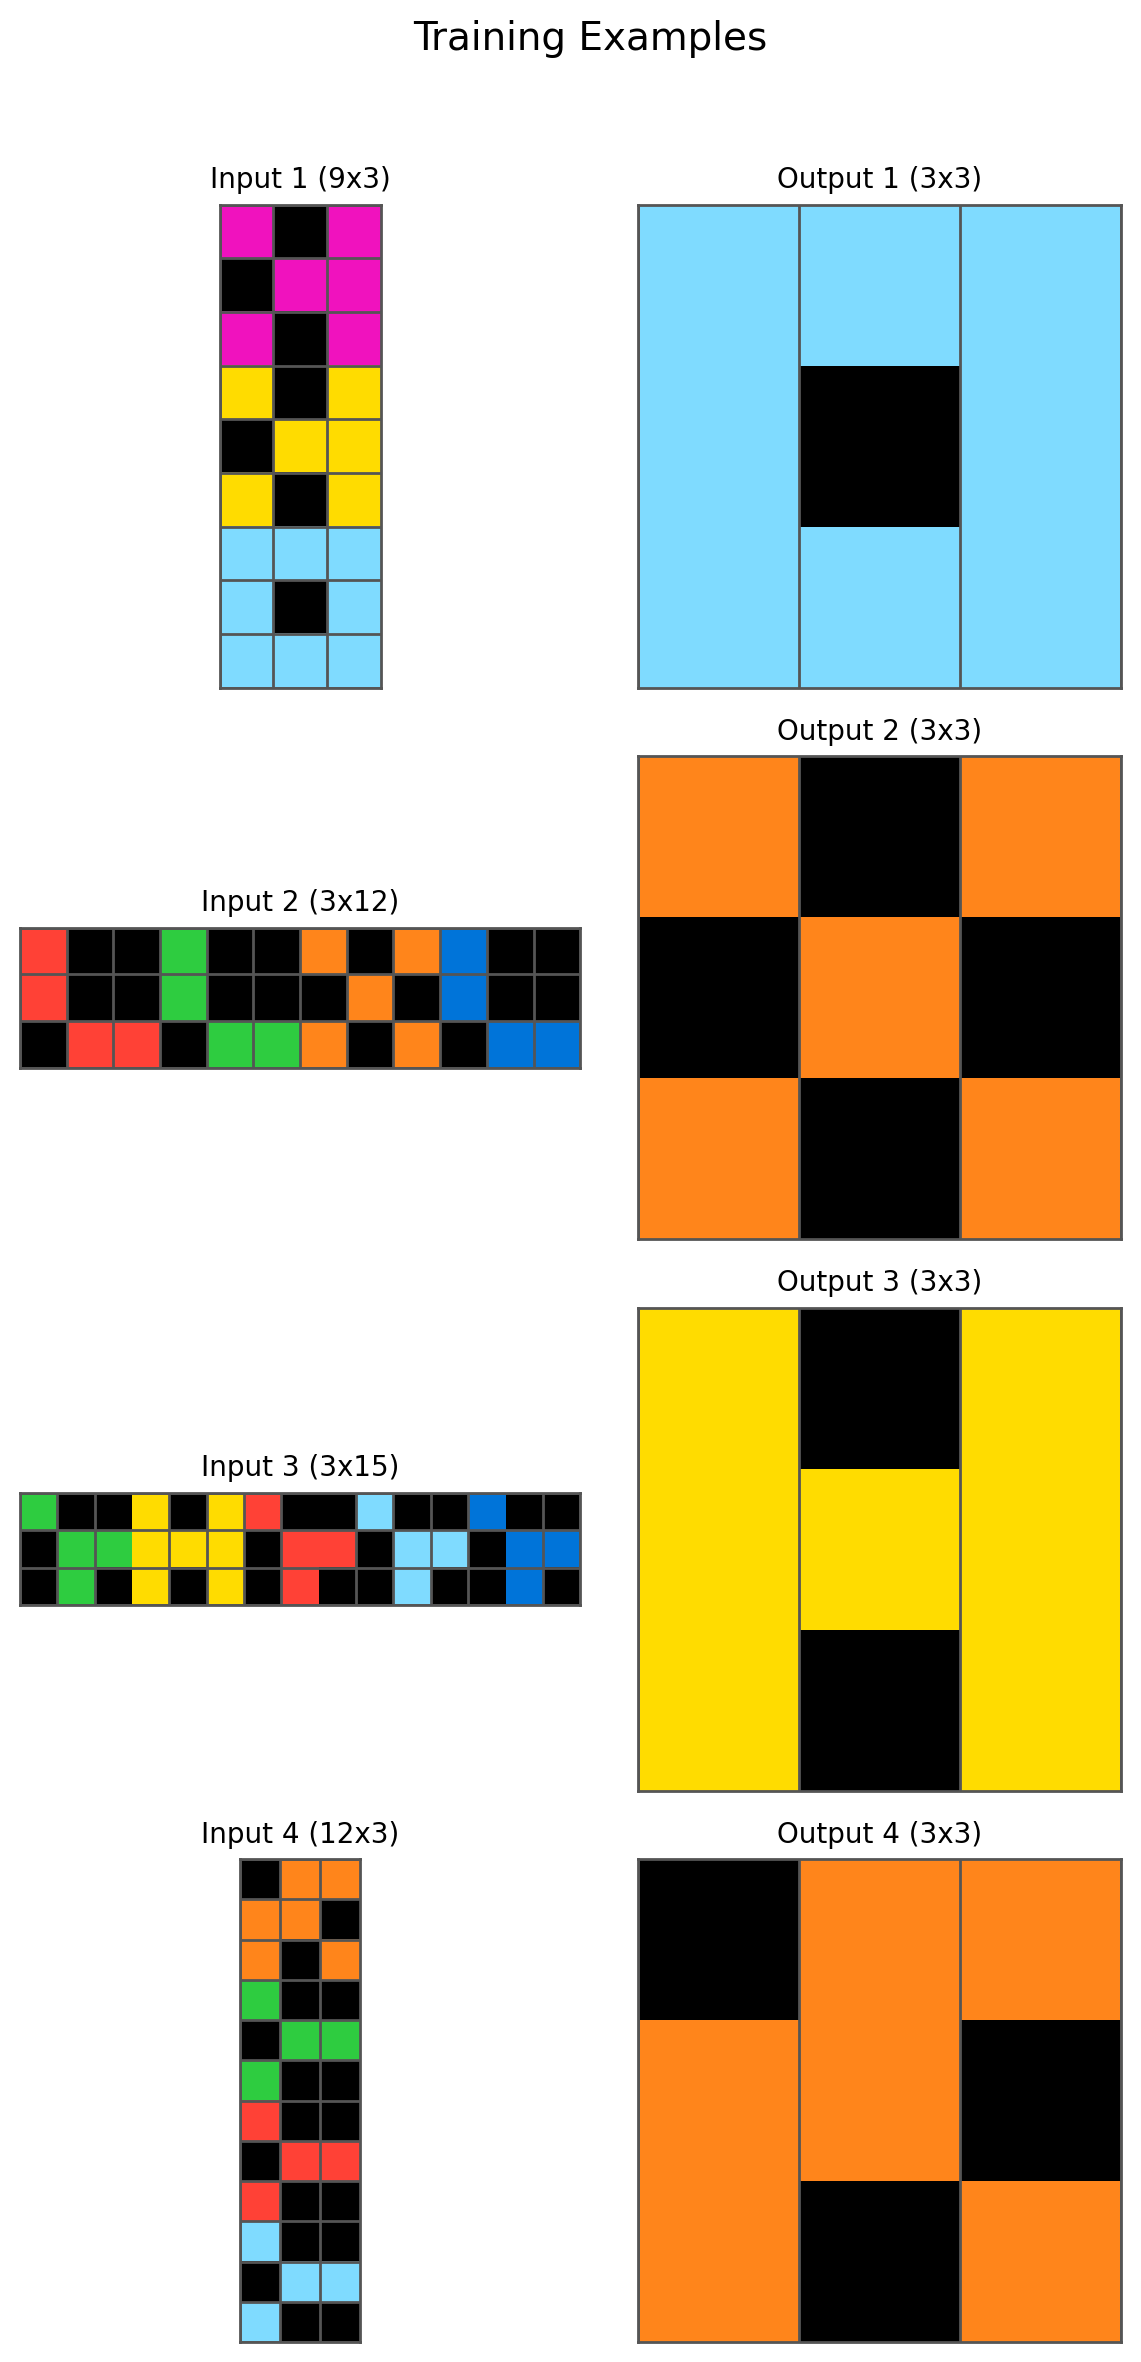 Training Examples
Input 1 (9x3)
Output 1 (3x3)
Output 2 (3x3)
Input 2 (3x12)
Output 3 (3x3)
Input 3 (3x15)
Input 4 (12x3)
Output 4 (3x3)